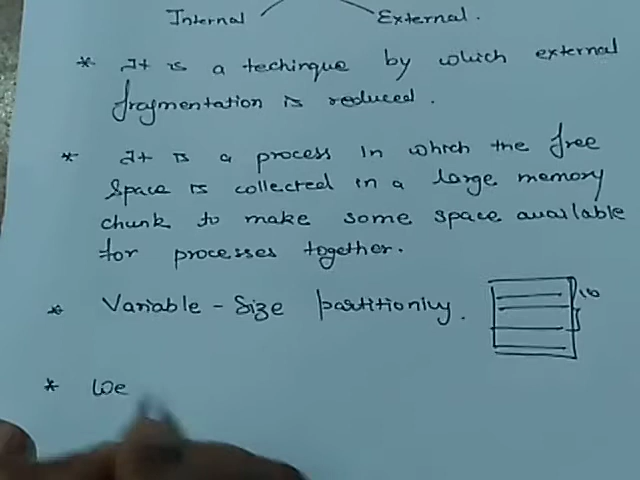 Internal External.
* It is a techinque by which external
fragmentation is reduced.
* It is a process in which the free
space is collected in a large memory
chunk to make some space available
for processes together.
* Variable-Size partitioning. 10
* We